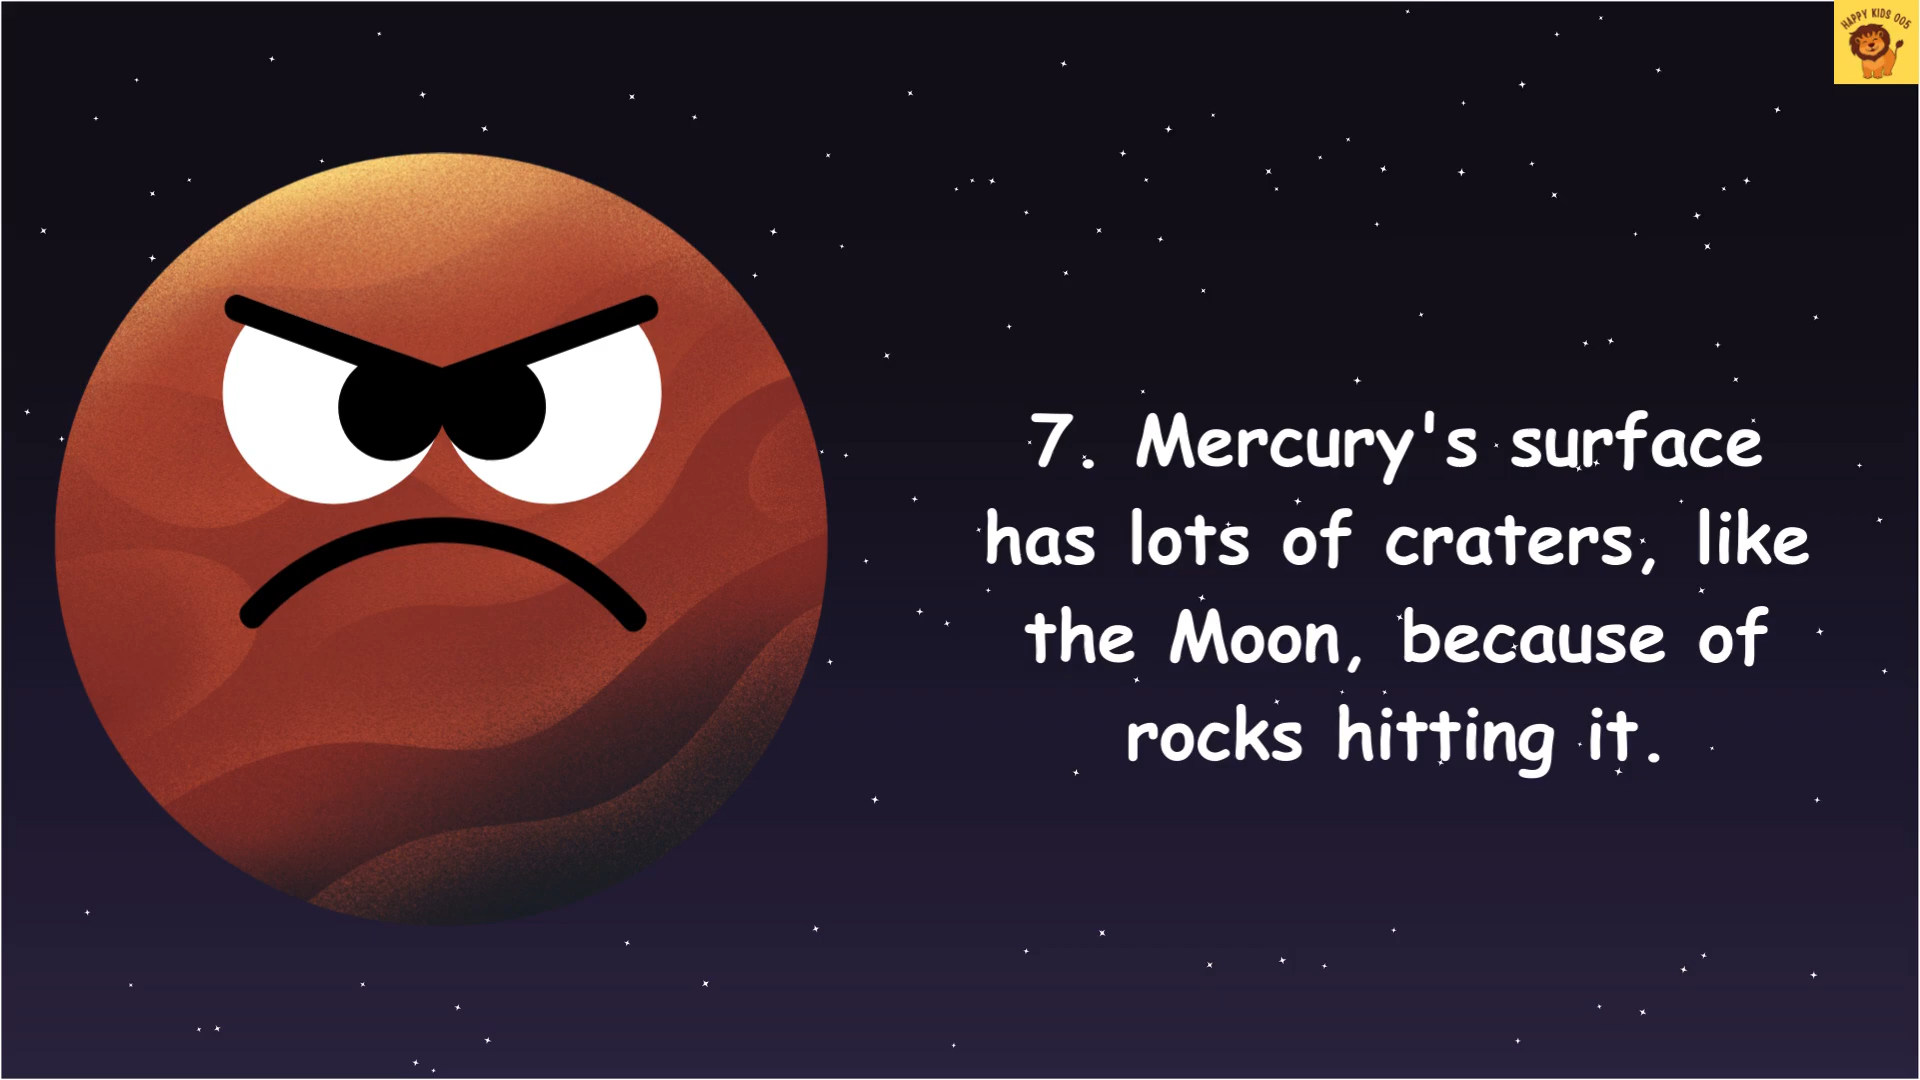 HAPPY KIDS 005
7. Mercury's surface
has lots of craters, like
the Moon, because of
rocks hitting it.